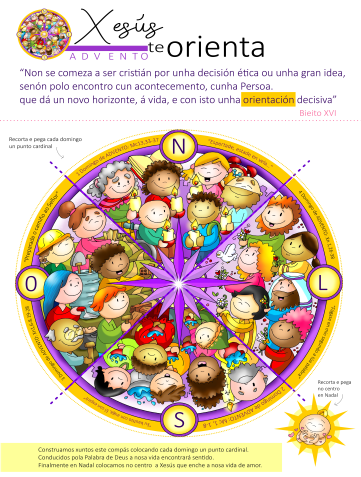 Xesús
te orienta
ADVENTO
“Non se comeza a ser cristián por unha decisión ética ou unha gran idea,
senón polo encontro cun acontecemento, cunha Persoa.
que dá un novo horizonte, á vida, e con isto unha orientación decisiva”
Bieito XVI
Recorta e pega cada domingo
un punto cardinal
N
O
L
S
Recorta e pega
no centro
en Nadal
Construamos xuntos este compás colocando cada domingo un punto cardinal.
Conducidos pola Palabra de Deus a nosa vida encontrará sentido.
Finalmente en Nadal colocamos no centro a Xesús que enche a nosa vida de amor.